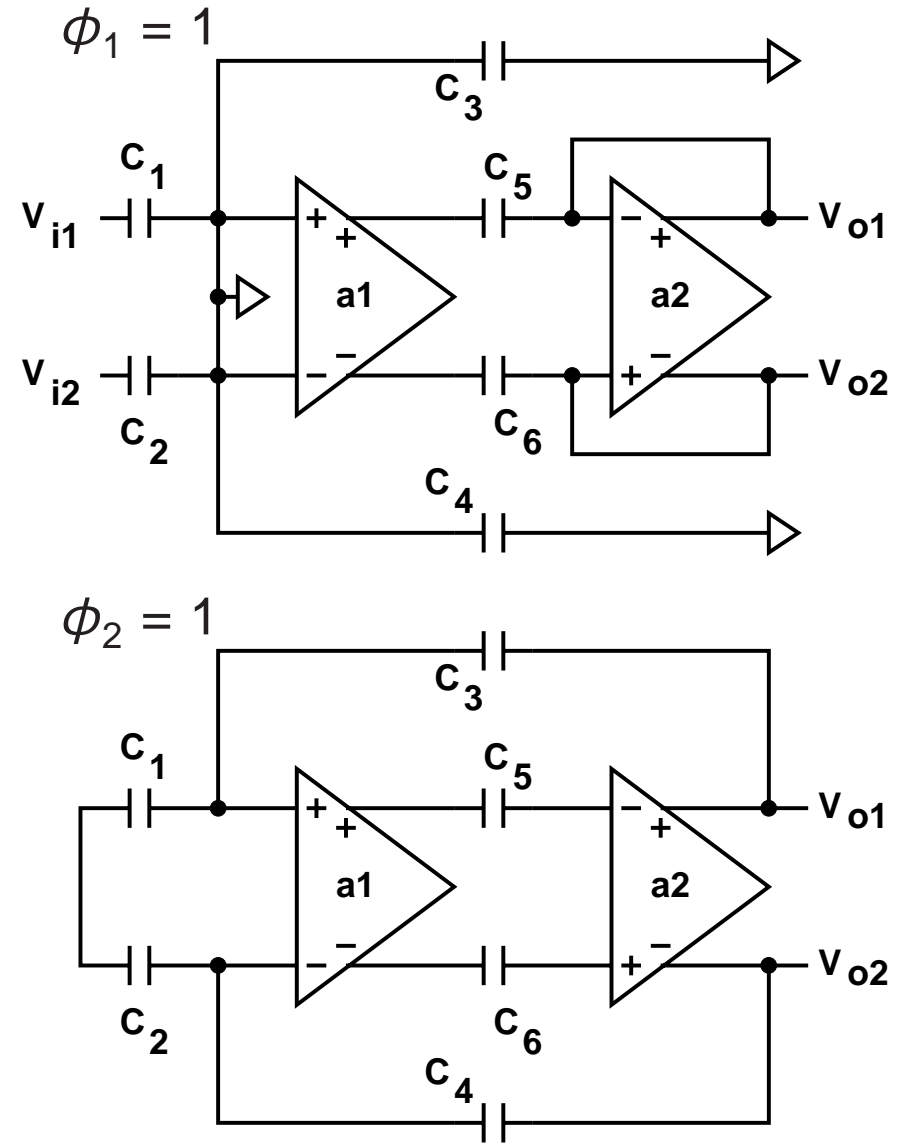 ϕ₁ = 1
C₃
C₁
C₅
Vᵢ₁
+
+
−
+
Vₒ₁
a1
a2
Vᵢ₂
−
−
+
−
Vₒ₂
C₂
C₆
C₄
ϕ₂ = 1
C₃
C₁
C₅
+
+
−
+
Vₒ₁
a1
a2
−
−
+
−
Vₒ₂
C₂
C₆
C₄